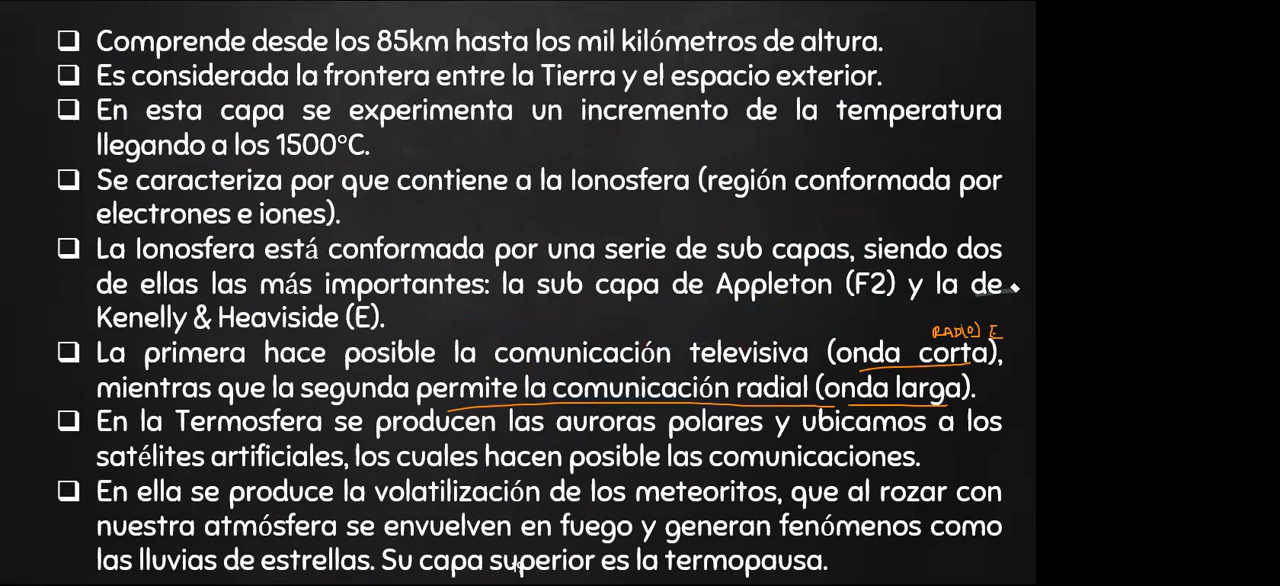 ❑ Comprende desde los 85km hasta los mil kilómetros de altura.
❑ Es considerada la frontera entre la Tierra y el espacio exterior.
❑ En esta capa se experimenta un incremento de la temperatura
llegando a los 1500°C.
❑ Se caracteriza por que contiene a la Ionosfera (región conformada por
electrones e iones).
❑ La Ionosfera está conformada por una serie de sub capas, siendo dos
de ellas las más importantes: la sub capa de Appleton (F2) y la de
Kenelly & Heaviside (E).
RADIO E
❑ La primera hace posible la comunicación televisiva (onda corta),
mientras que la segunda permite la comunicación radial (onda larga).
❑ En la Termosfera se producen las auroras polares y ubicamos a los
satélites artificiales, los cuales hacen posible las comunicaciones.
❑ En ella se produce la volatilización de los meteoritos, que al rozar con
nuestra atmósfera se envuelven en fuego y generan fenómenos como
las lluvias de estrellas. Su capa superior es la termopausa.